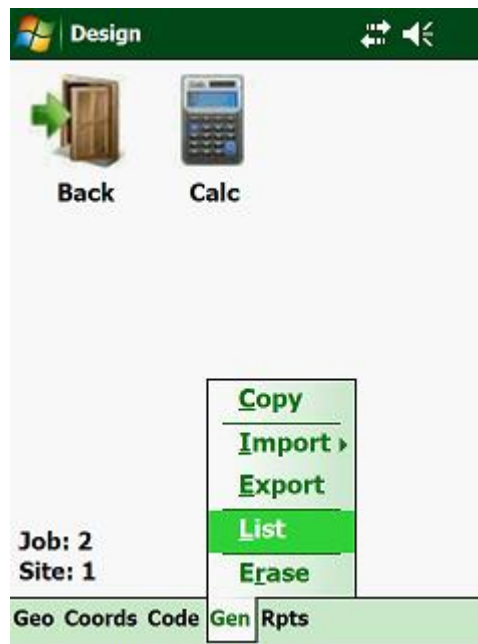 Design
Back Calc
Copy
Import
Export
List
Erase
Job: 2
Site: 1
Geo Coords Code Gen Rpts